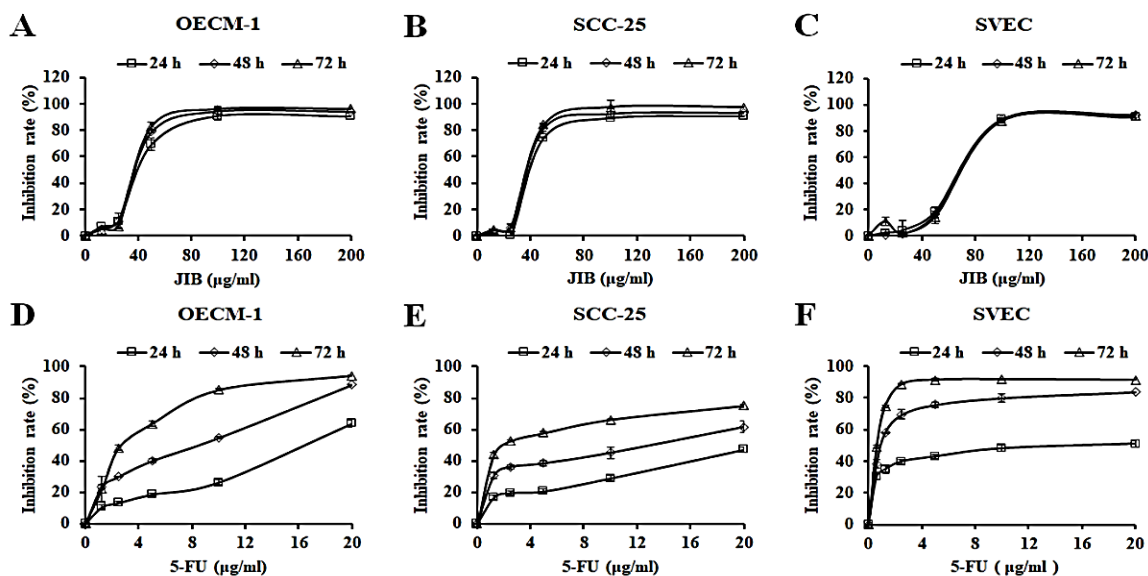 A
OECM-1
24 h 48 h 72 h
Inhibition rate (%)
120
100
80
60
40
20
0
0 40 80 120 160 200
JIB (μg/ml)
B
SCC-25
24 h 48 h 72 h
Inhibition rate (%)
120
100
80
60
40
20
0
0 40 80 120 160 200
JIB (μg/ml)
C
SVEC
24 h 48 h 72 h
Inhibition rate (%)
120
100
80
60
40
20
0
0 40 80 120 160 200
JIB (μg/ml)
D
OECM-1
24 h 48 h 72 h
Inhibition rate (%)
100
80
60
40
20
0
0 4 8 12 16 20
5-FU (μg/ml)
E
SCC-25
24 h 48 h 72 h
Inhibition rate (%)
100
80
60
40
20
0
0 4 8 12 16 20
5-FU (μg/ml)
F
SVEC
24 h 48 h 72 h
Inhibition rate (%)
100
80
60
40
20
0
0 4 8 12 16 20
5-FU ( μg/ml )